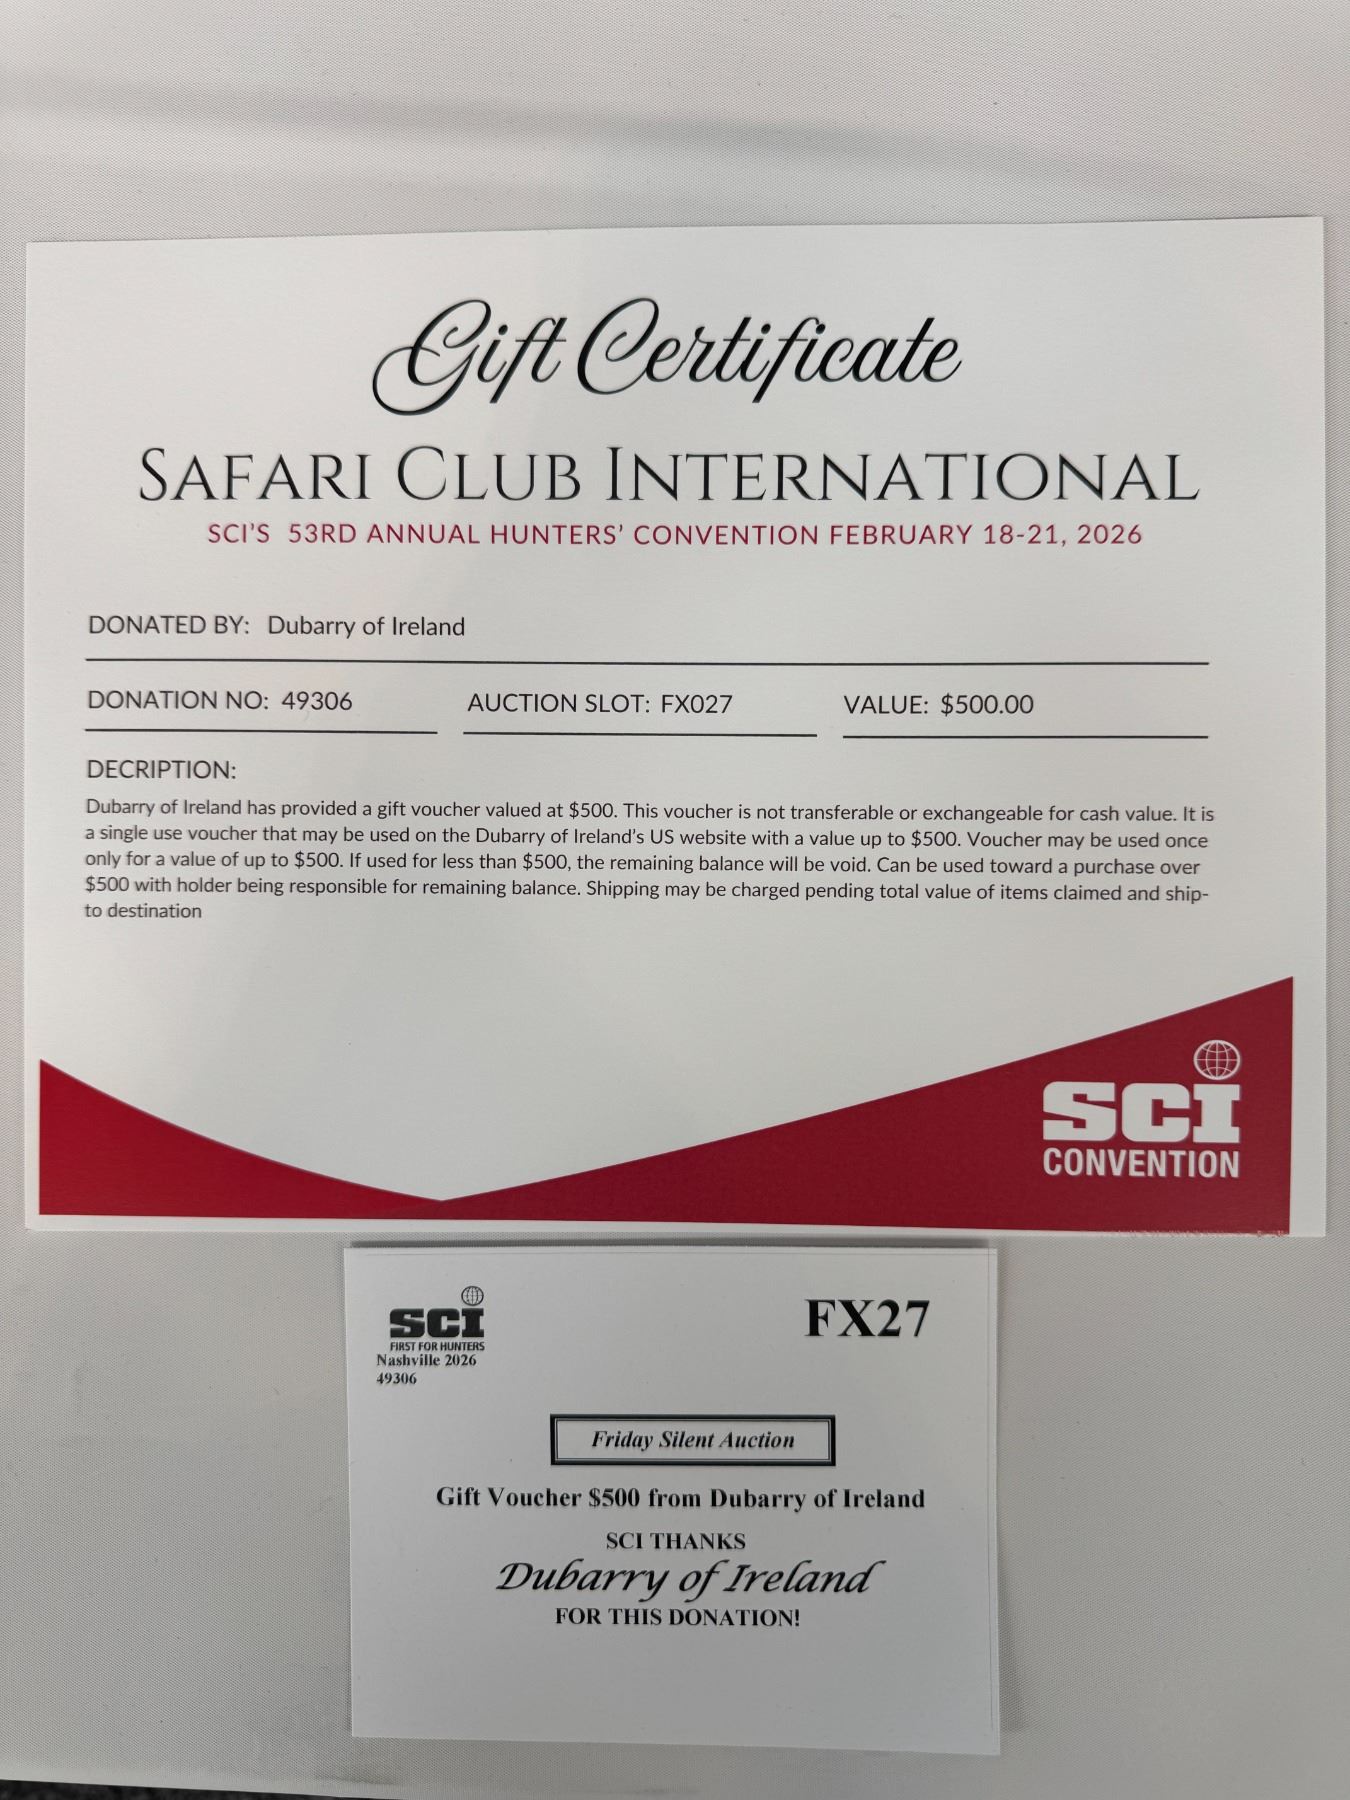 Gift Certificate
SAFARI CLUB INTERNATIONAL
SCI'S 53RD ANNUAL HUNTERS' CONVENTION FEBRUARY 18-21, 2026
DONATED BY: Dubarry of Ireland
DONATION NO: 49306 AUCTION SLOT: FX027 VALUE: $500.00
DECRIPTION:
Dubarry of Ireland has provided a gift voucher valued at $500. This voucher is not transferable or exchangeable for cash value. It is
a single use voucher that may be used on the Dubarry of Ireland's US website with a value up to $500. Voucher may be used once
only for a value of up to $500. If used for less than $500, the remaining balance will be void. Can be used toward a purchase over
$500 with holder being responsible for remaining balance. Shipping may be charged pending total value of items claimed and ship-
to destination
SCI
CONVENTION
SCI
FIRST FOR HUNTERS
Nashville 2026
49306
FX27
Friday Silent Auction
Gift Voucher $500 from Dubarry of Ireland
SCI THANKS
Dubarry of Ireland
FOR THIS DONATION!